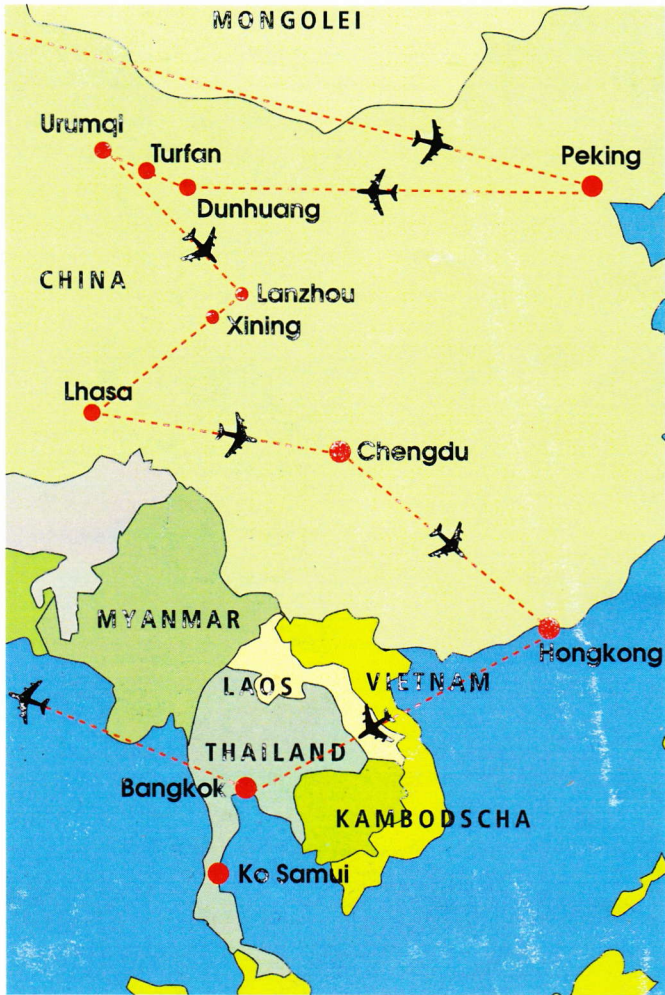 MONGOLEI
Urumqi
Turfan
Peking
Dunhuang
CHINA
Lanzhou
Xining
Lhasa
Chengdu
MYANMAR
Hongkong
LAOS
VIETNAM
THAILAND
Bangkok
KAMBODSCHA
Ko Samui